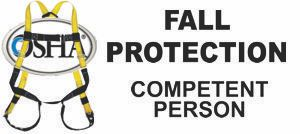 OSHA
FALL
PROTECTION
COMPETENT
PERSON